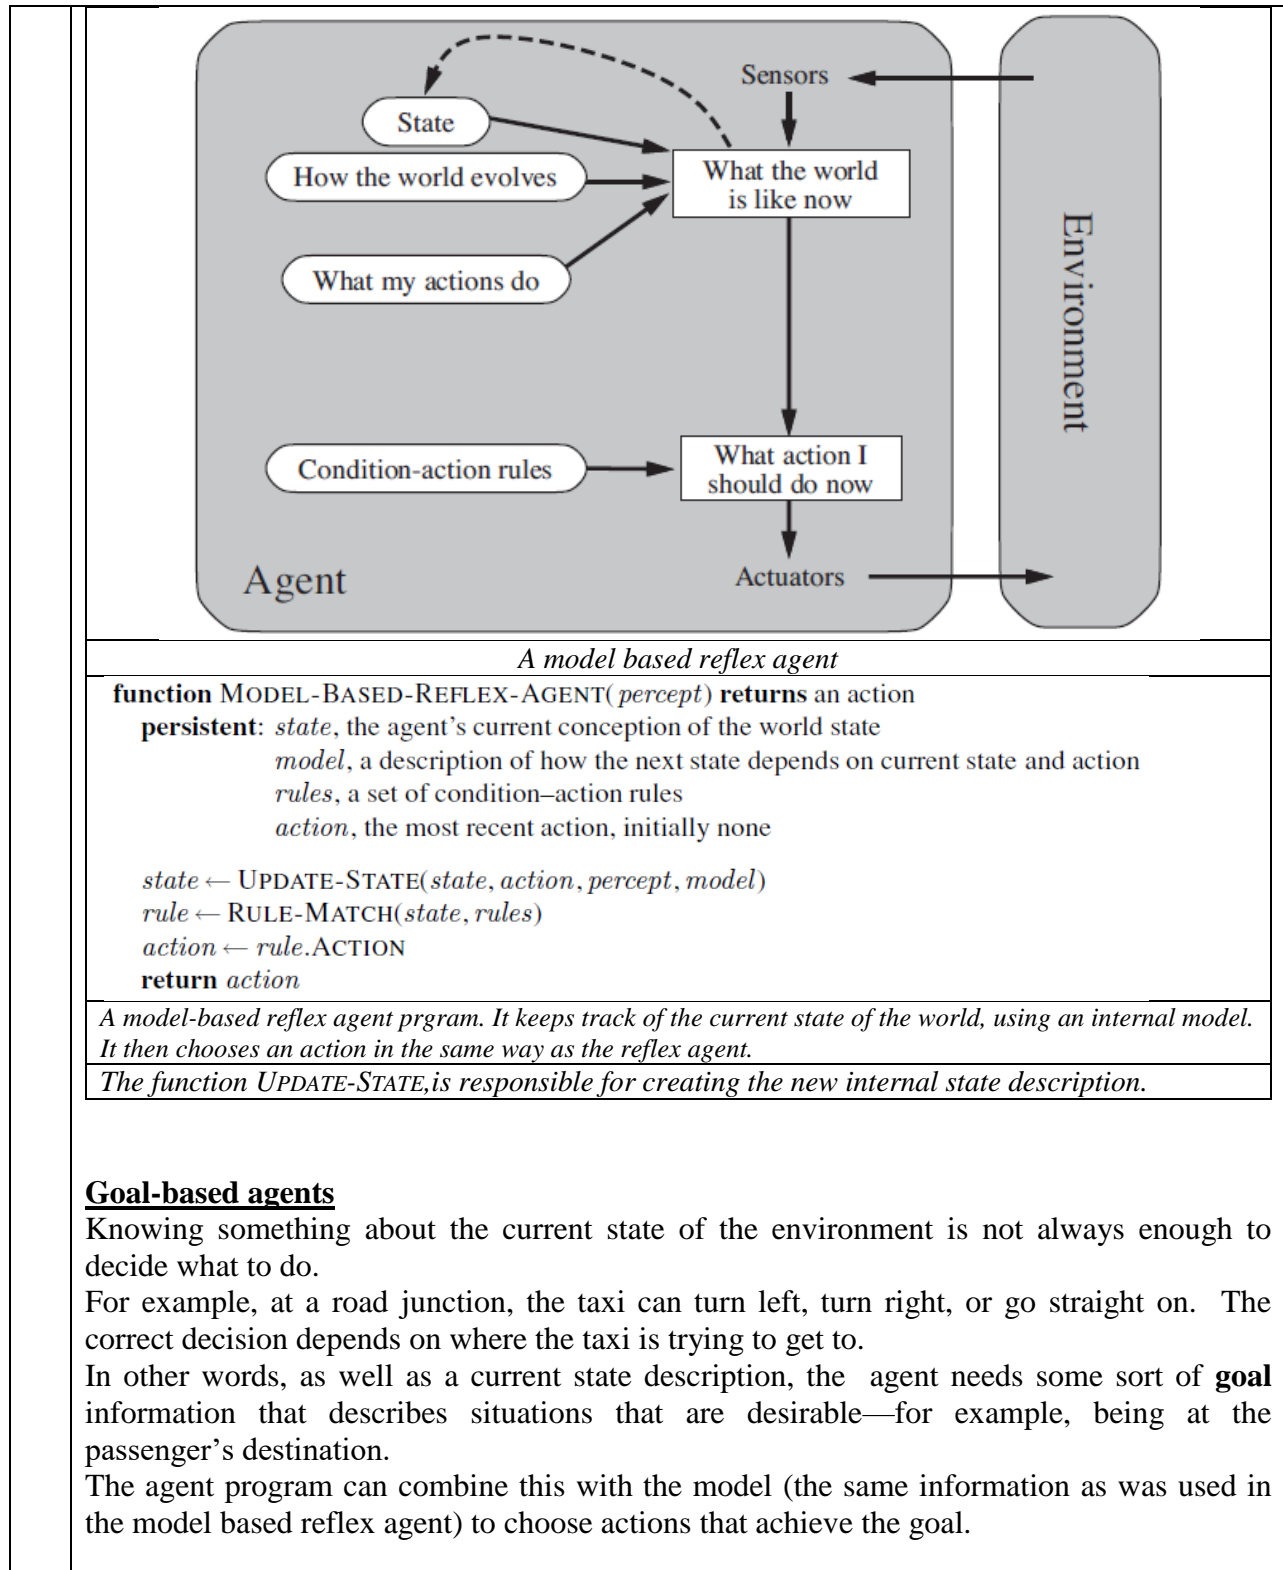 Sensors
State
How the world evolves
What the world
is like now
What my actions do
Environment
Condition-action rules
What action I
should do now
Agent
Actuators
A model based reflex agent
function MODEL-BASED-REFLEX-AGENT(percept) returns an action
persistent: state, the agent's current conception of the world state
model, a description of how the next state depends on current state and action
rules, a set of condition–action rules
action, the most recent action, initially none
state ← UPDATE-STATE(state, action, percept, model)
rule ← RULE-MATCH(state, rules)
action ← rule.ACTION
return action
A model-based reflex agent prgram. It keeps track of the current state of the world, using an internal model.
It then chooses an action in the same way as the reflex agent.
The function UPDATE-STATE,is responsible for creating the new internal state description.
Goal-based agents
Knowing something about the current state of the environment is not always enough to
decide what to do.
For example, at a road junction, the taxi can turn left, turn right, or go straight on. The
correct decision depends on where the taxi is trying to get to.
In other words, as well as a current state description, the agent needs some sort of goal
information that describes situations that are desirable—for example, being at the
passenger's destination.
The agent program can combine this with the model (the same information as was used in
the model based reflex agent) to choose actions that achieve the goal.